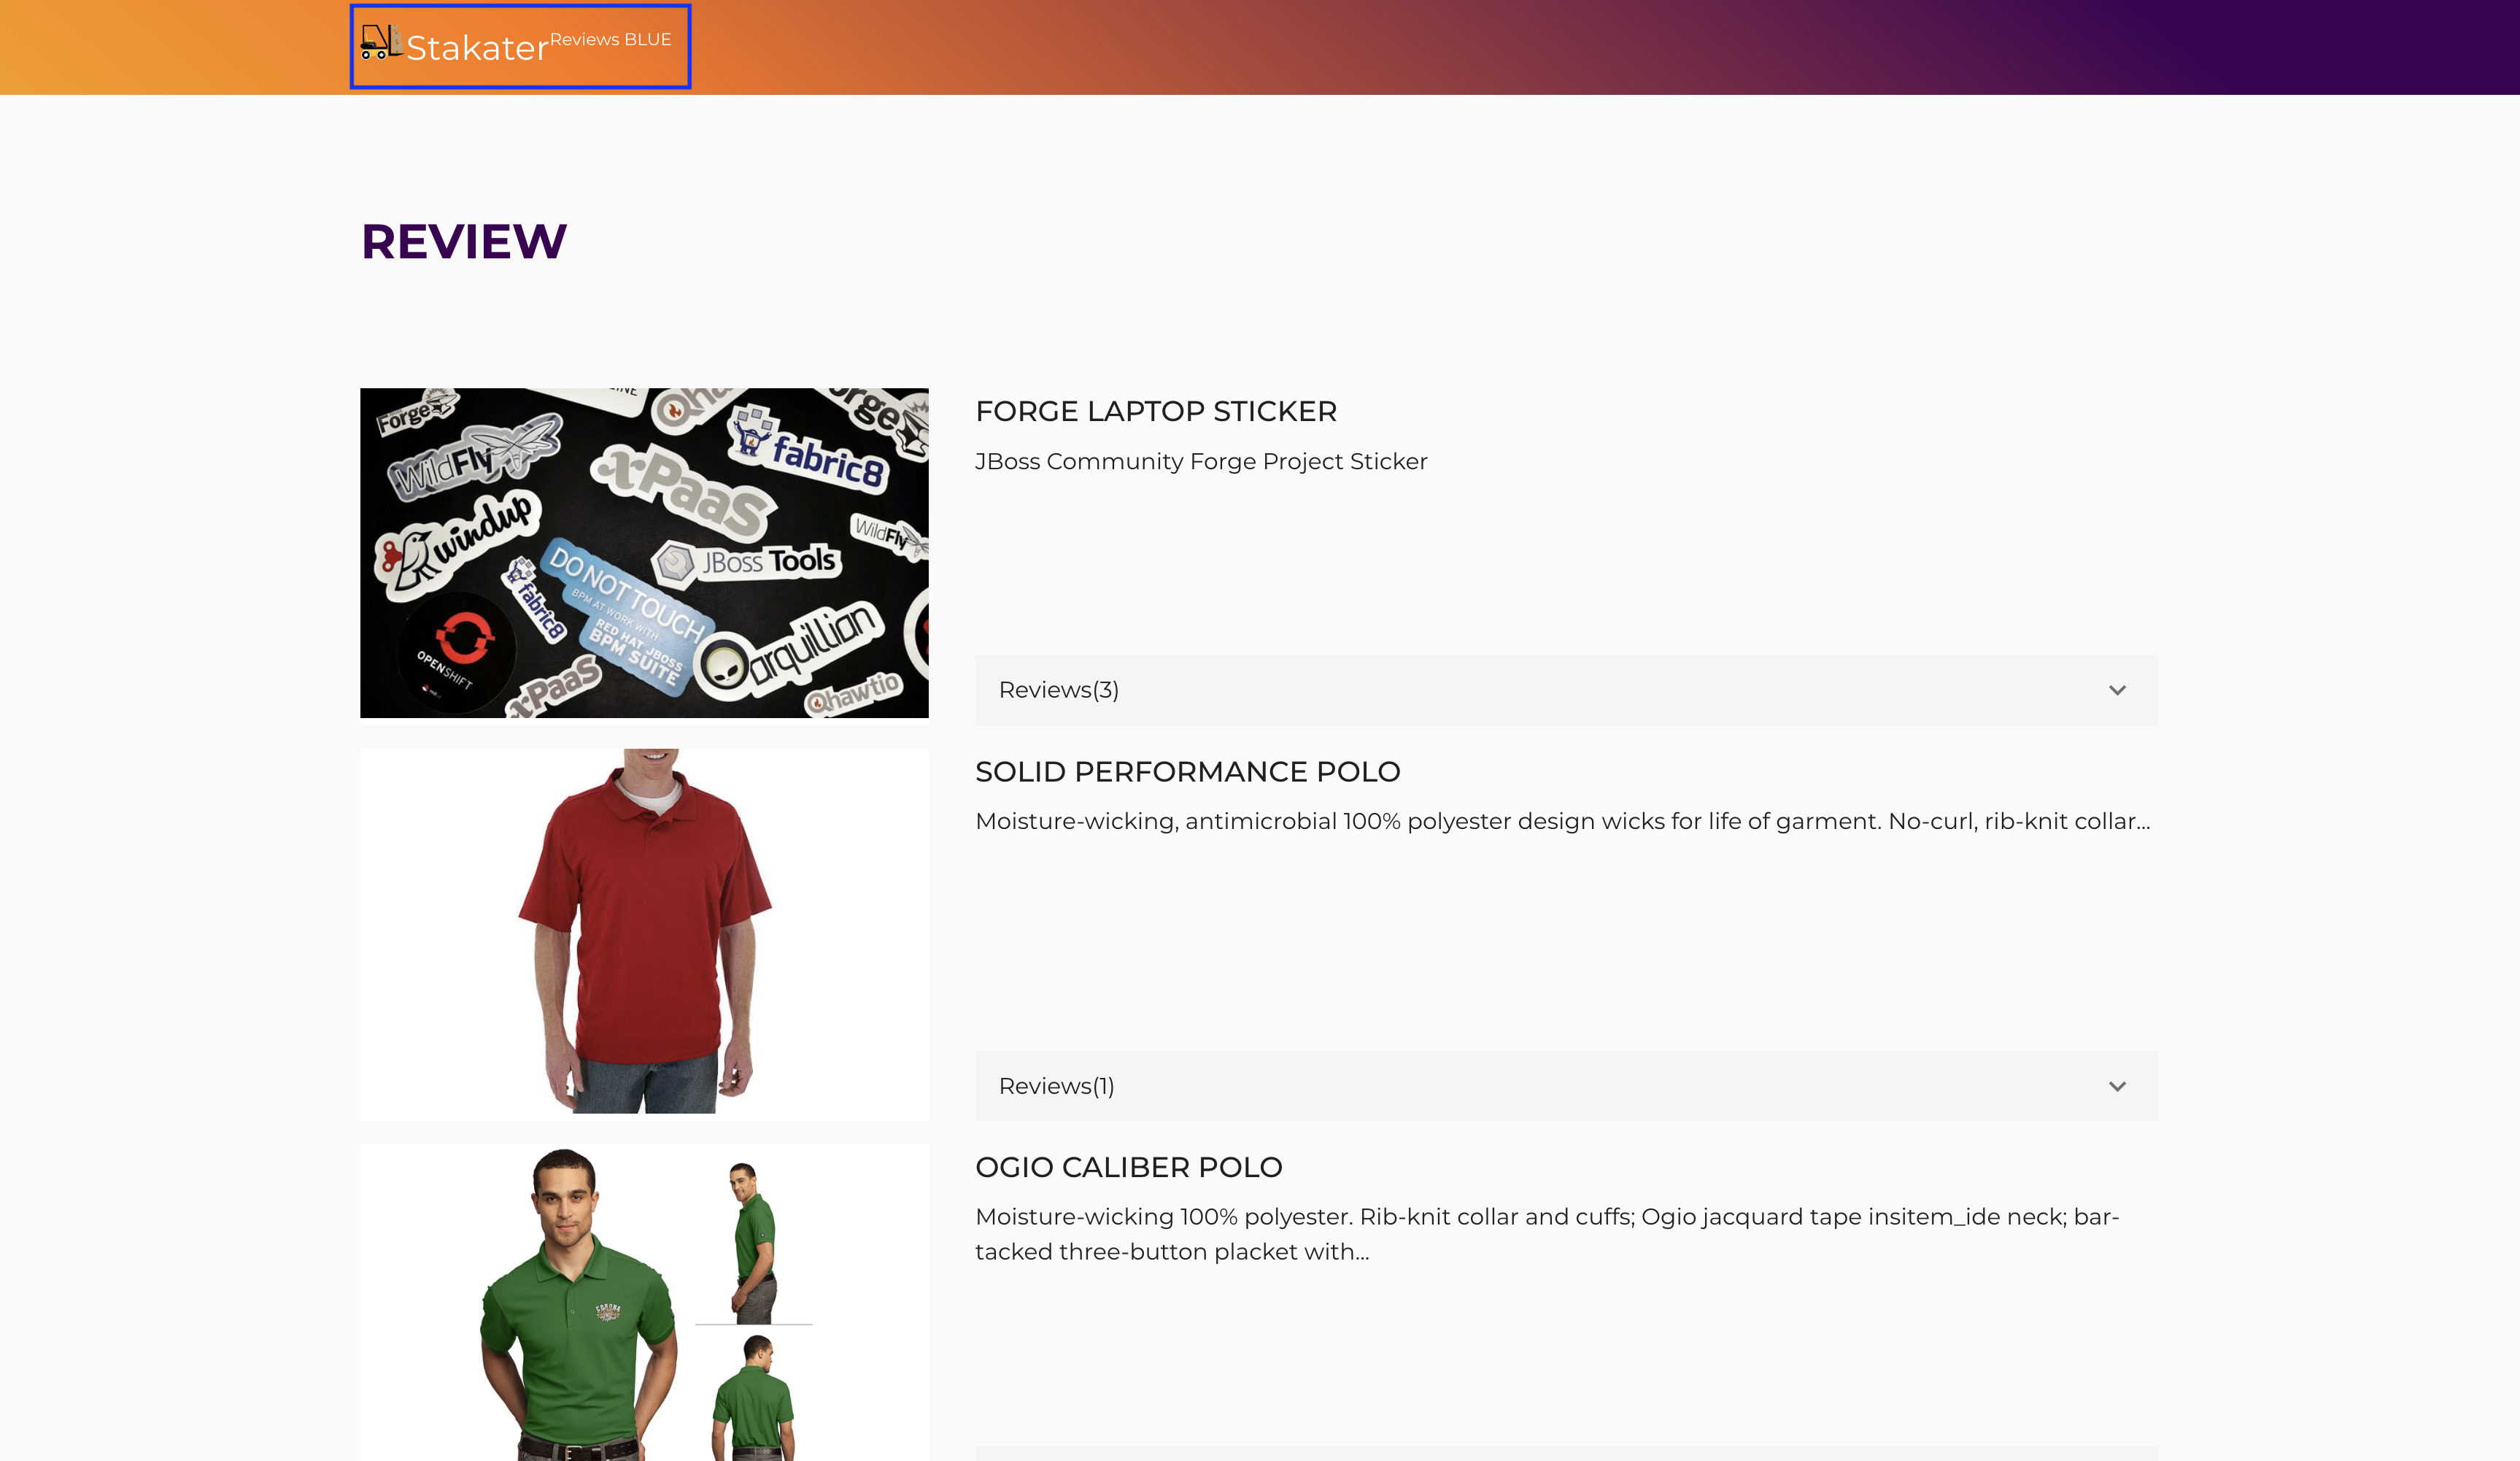 Stakater Reviews BLUE
REVIEW
Forge
WildFly
fabric8
xPaaS
windup
WildFly
JBoss Tools
DO NOT TOUCH
BPM AT WORK WITH
RED HAT JBOSS
BPM SUITE
fabric8
arquillian
OPENSHIFT
xPaaS
hawtio
FORGE LAPTOP STICKER
JBoss Community Forge Project Sticker
Reviews(3)
SOLID PERFORMANCE POLO
Moisture-wicking, antimicrobial 100% polyester design wicks for life of garment. No-curl, rib-knit collar...
Reviews(1)
OGIO CALIBER POLO
Moisture-wicking 100% polyester. Rib-knit collar and cuffs; Ogio jacquard tape insitem_ide neck; bar-
tacked three-button placket with...